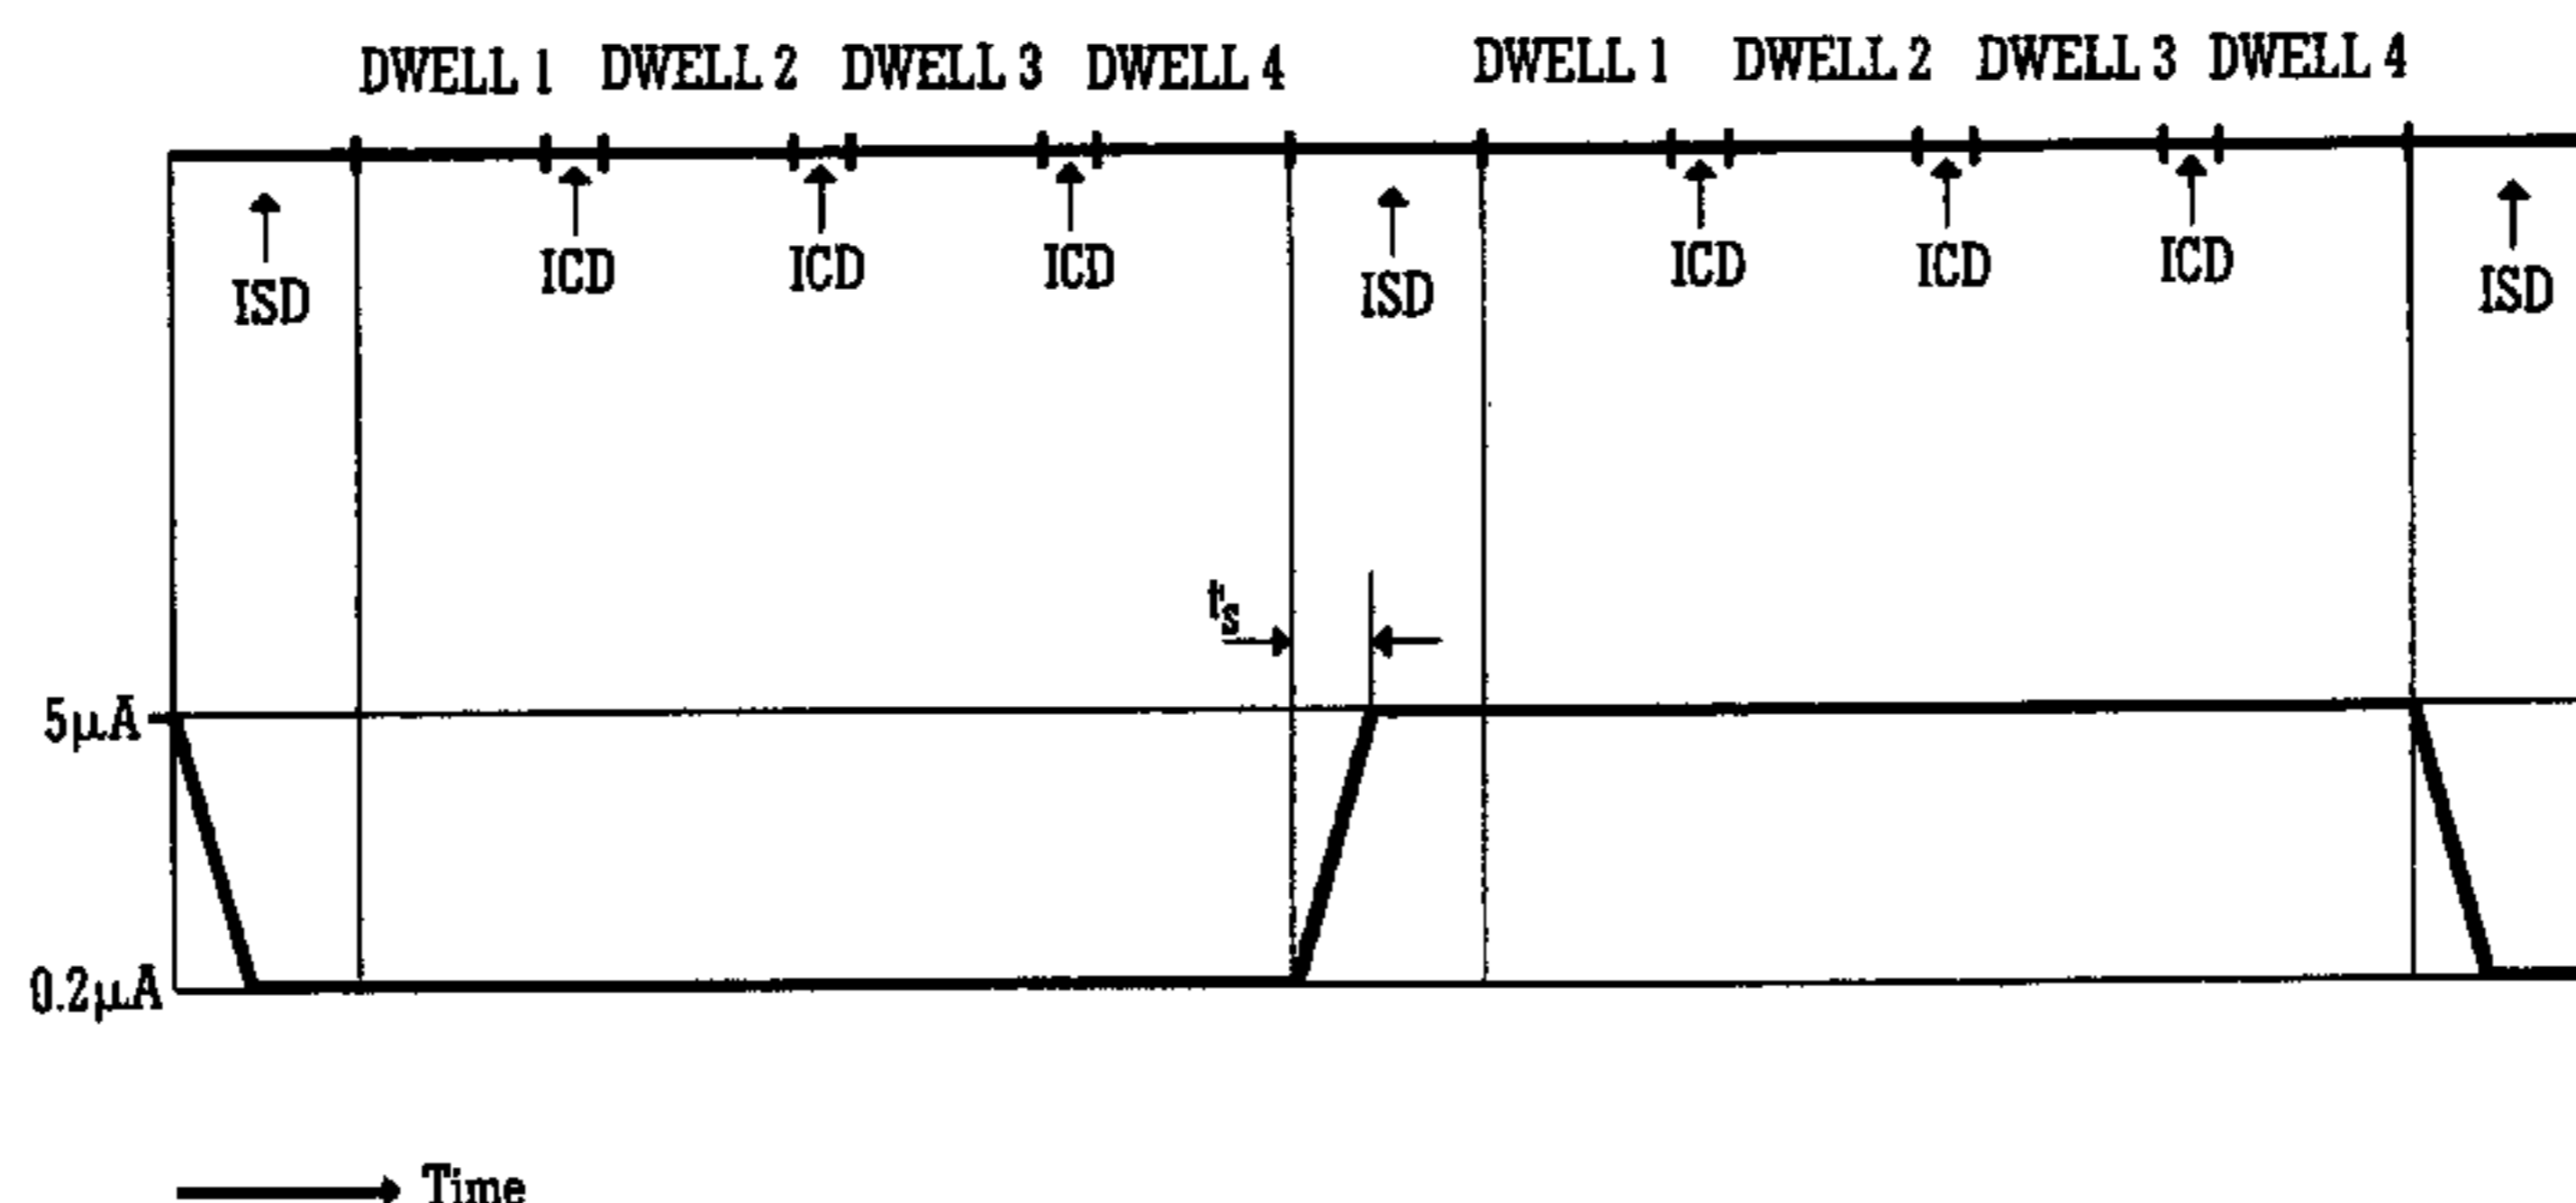 DWELL 1 DWELL 2 DWELL 3 DWELL 4 DWELL 1 DWELL 2 DWELL 3 DWELL 4
ISD ICD ICD ICD ISD ICD ICD ICD ISD
ts
5µA
0.2µA
Time